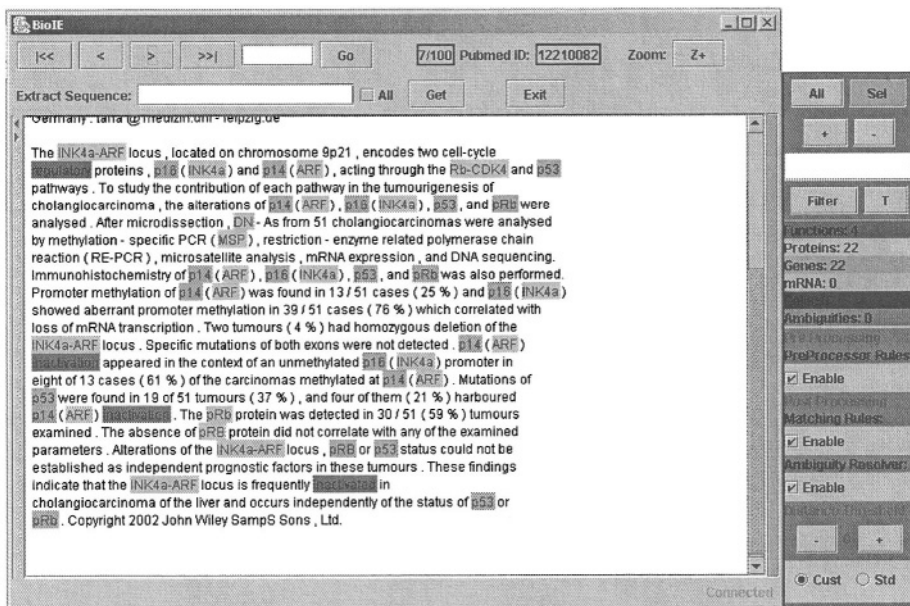 BioIE
|<< < > >>| Go 7/100 Pubmed ID: 12210082 Zoom: Z+
Extract Sequence: All Get Exit
Germany . tana @ medizin.uni - leipzig.de
The INK4a-ARF locus , located on chromosome 9p21 , encodes two cell-cycle
regulatory proteins , p16 ( INK4a ) and p14 ( ARF ) , acting through the Rb-CDK4 and p53
pathways . To study the contribution of each pathway in the tumourigenesis of
cholangiocarcinoma , the alterations of p14 ( ARF ) , p16 ( INK4a ) , p53 , and pRb were
analysed . After microdissection , DN - As from 51 cholangiocarcinomas were analysed
by methylation - specific PCR ( MSP ) , restriction - enzyme related polymerase chain
reaction ( RE-PCR ) , microsatellite analysis , mRNA expression , and DNA sequencing.
Immunohistochemistry of p14 ( ARF ) , p16 ( INK4a ) , p53 , and pRb was also performed.
Promoter methylation of p14 ( ARF ) was found in 13 / 51 cases ( 25 % ) and p16 ( INK4a )
showed aberrant promoter methylation in 39 / 51 cases ( 76 % ) which correlated with
loss of mRNA transcription . Two tumours ( 4 % ) had homozygous deletion of the
INK4a-ARF locus . Specific mutations of both exons were not detected . p14 ( ARF )
inactivation appeared in the context of an unmethylated p16 ( INK4a ) promoter in
eight of 13 cases ( 61 % ) of the carcinomas methylated at p14 ( ARF ) . Mutations of
p53 were found in 19 of 51 tumours ( 37 % ) , and four of them ( 21 % ) harboured
p14 ( ARF ) inactivation . The pRb protein was detected in 30 / 51 ( 59 % ) tumours
examined . The absence of pRB protein did not correlate with any of the examined
parameters . Alterations of the INK4a-ARF locus , pRB or p53 status could not be
established as independent prognostic factors in these tumours . These findings
indicate that the INK4a-ARF locus is frequently inactivated in
cholangiocarcinoma of the liver and occurs independently of the status of p53 or
pRb . Copyright 2002 John Wiley SampS Sons , Ltd.
Connected
All Sel
+ -
Filter T
Functions: 4
Proteins: 22
Genes: 22
mRNA: 0
Ambiguities: 0
Pre Processing
PreProcessor Rules
Enable
Post Processing
Matching Rules:
Enable
Ambiguity Resolver:
Enable
Distance Threshold
- 0 +
Cust Std